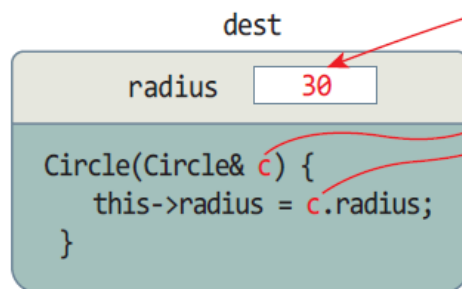 dest
radius 30
Circle(Circle& c) {
this->radius = c.radius;
}